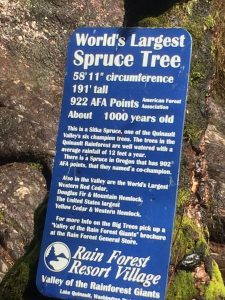 World's Largest
Spruce Tree
58' 11" circumference
191' tall
922 AFA Points American Forest
Association
About 1000 years old
This is a Sitka Spruce, one of the Quinault
Valley's six champion trees. The trees in the
Quinault Rainforest are well watered with a
average rainfall of 12 feet a year.
There is a Spruce in Oregon that has 902
AFA points, that they named a co-champion.
Also in the Valley are the World's Largest
Western Red Cedar,
Douglas Fir & Mountain Hemlock,
The United States largest
Yellow Cedar & Western Hemlock.
For more Info on the Big Trees pick up a
"Valley of the Rain Forest Giants" brochure
at the Rain Forest General Store.
Rain Forest
Resort Village
Valley of the Rainforest Giants
Lake Quinault, Washington